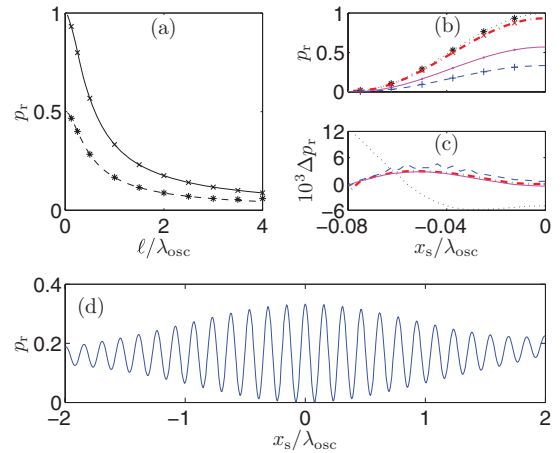 (a)
1
0.5
0
p_r
0 1 2 3 4
ℓ/λ_osc
(b)
1
0.5
0
p_r
(c)
12
6
0
−6
10³Δp_r
−0.08 −0.04 0
x_s/λ_osc
(d)
0.4
0.2
0
p_r
−2 −1 0 1 2
x_s/λ_osc